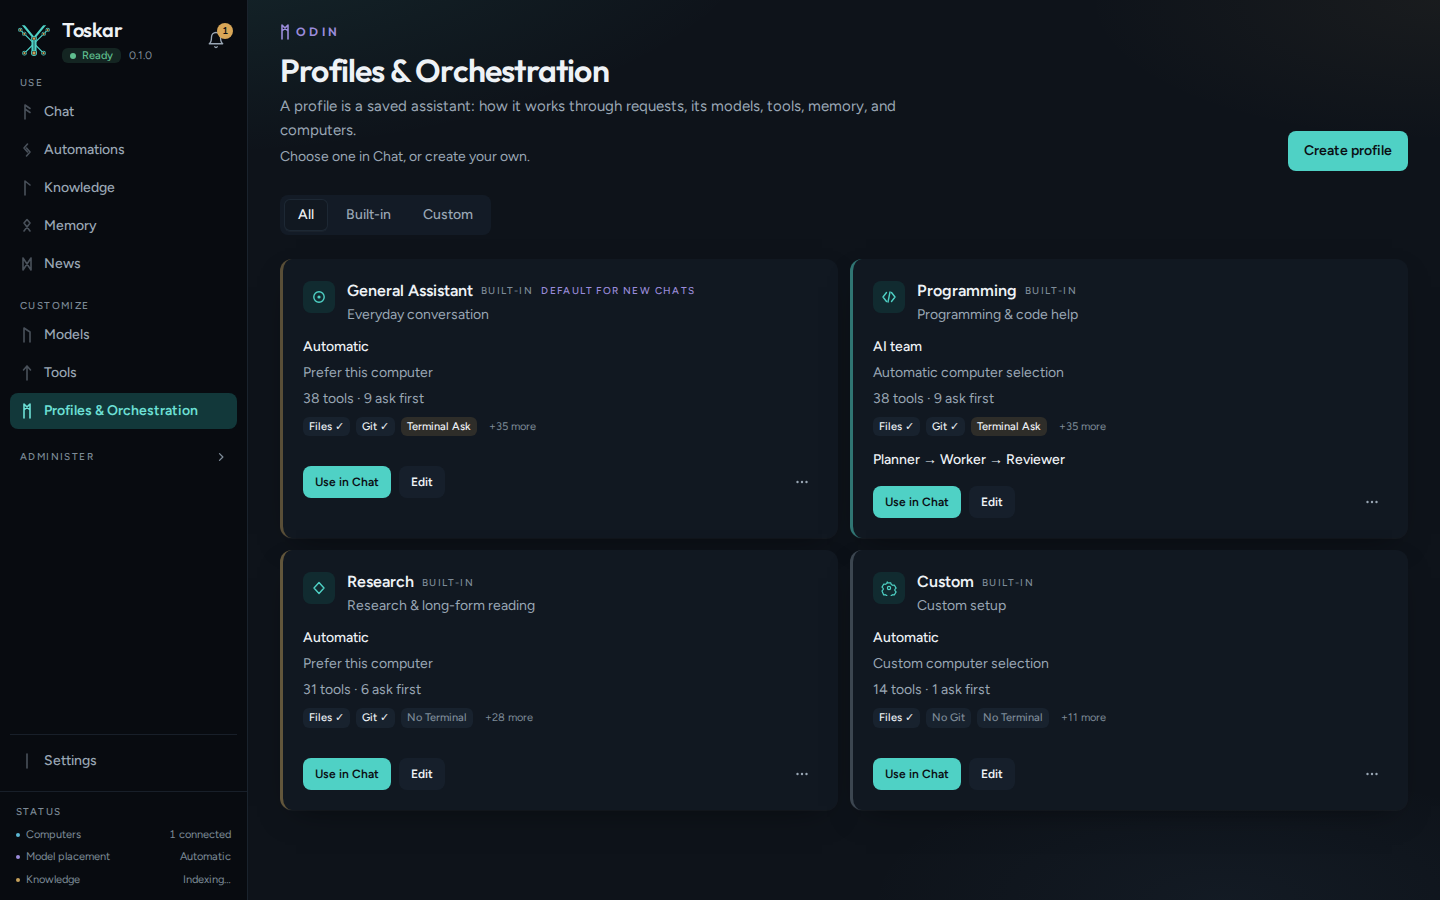 Toskar
Ready 0.1.0
1
USE
Chat
Automations
Knowledge
Memory
News
CUSTOMIZE
Models
Tools
Profiles & Orchestration
ADMINISTER
Settings
STATUS
Computers 1 connected
Model placement Automatic
Knowledge Indexing...
ODIN
Profiles & Orchestration
A profile is a saved assistant: how it works through requests, its models, tools, memory, and
computers.
Choose one in Chat, or create your own.
Create profile
All Built-in Custom
General Assistant BUILT-IN DEFAULT FOR NEW CHATS
Everyday conversation
Automatic
Prefer this computer
38 tools · 9 ask first
Files ✓ Git ✓ Terminal Ask +35 more
Use in Chat Edit ...
Programming BUILT-IN
Programming & code help
AI team
Automatic computer selection
38 tools · 9 ask first
Files ✓ Git ✓ Terminal Ask +35 more
Planner → Worker → Reviewer
Use in Chat Edit ...
Research BUILT-IN
Research & long-form reading
Automatic
Prefer this computer
31 tools · 6 ask first
Files ✓ Git ✓ No Terminal +28 more
Use in Chat Edit ...
Custom BUILT-IN
Custom setup
Automatic
Custom computer selection
14 tools · 1 ask first
Files ✓ No Git No Terminal +11 more
Use in Chat Edit ...